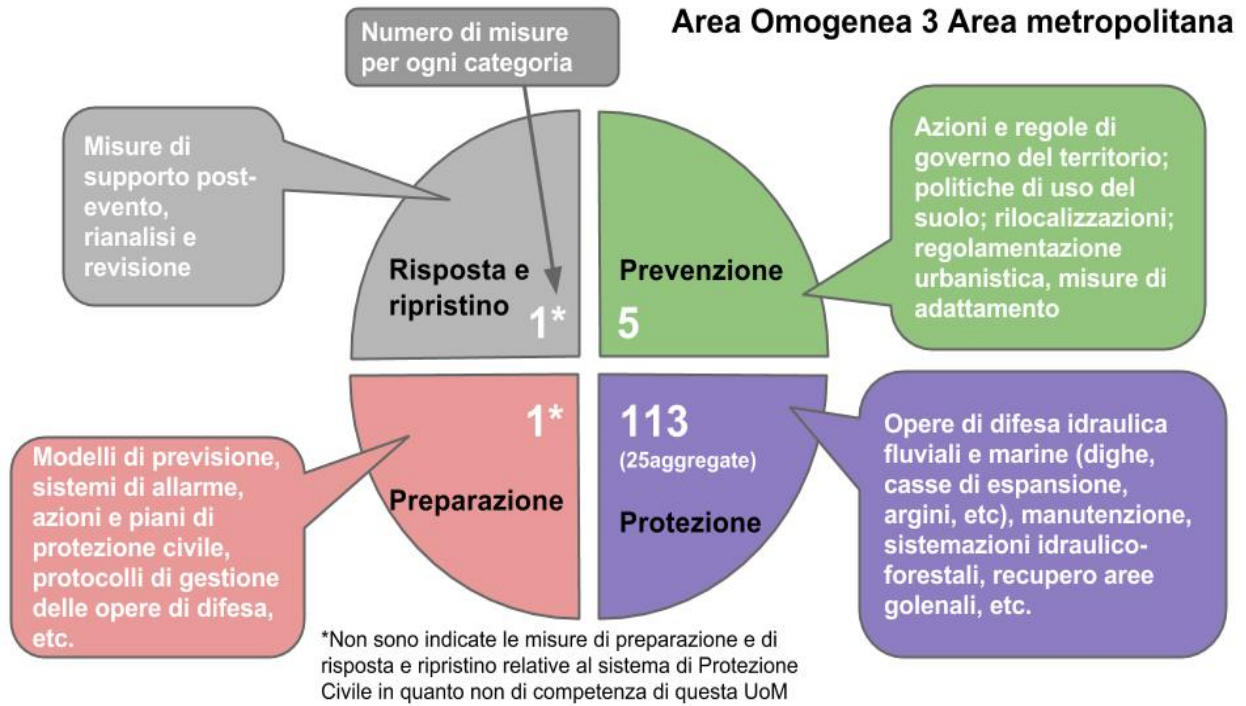 Area Omogenea 3 Area metropolitana
Numero di misure
per ogni categoria
Misure di
supporto post-
evento,
rianalisi e
revisione
Risposta e
ripristino
1*
Prevenzione
5
Azioni e regole di
governo del territorio;
politiche di uso del
suolo; rilocalizzazioni;
regolamentazione
urbanistica, misure di
adattamento
Modelli di previsione,
sistemi di allarme,
azioni e piani di
protezione civile,
protocolli di gestione
delle opere di difesa,
etc.
1*
Preparazione
113
(25aggregate)
Protezione
Opere di difesa idraulica
fluviali e marine (dighe,
casse di espansione,
argini, etc), manutenzione,
sistemazioni idraulico-
forestali, recupero aree
golenali, etc.
*Non sono indicate le misure di preparazione e di
risposta e ripristino relative al sistema di Protezione
Civile in quanto non di competenza di questa UoM